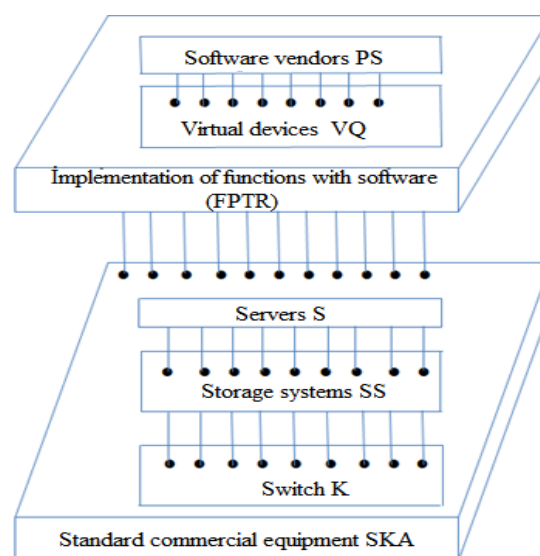 Software vendors PS
Virtual devices VQ
Implementation of functions with software
(FPTR)
Servers S
Storage systems SS
Switch K
Standard commercial equipment SKA